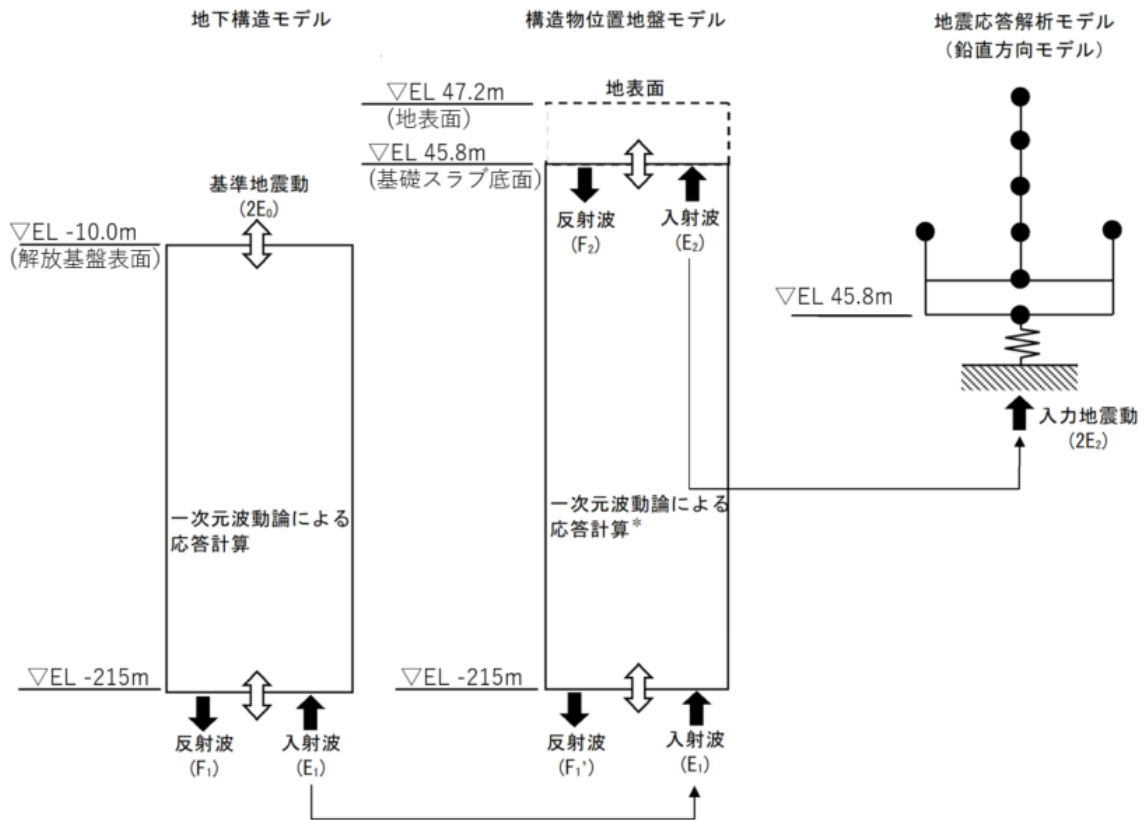 地下構造モデル
構造物位置地盤モデル
地震応答解析モデル
(鉛直方向モデル)
▽EL 47.2m
(地表面)
地表面
▽EL 45.8m
(基礎スラブ底面)
基準地震動
(2E₀)
▽EL -10.0m
(解放基盤表面)
反射波
(F₂)
入射波
(E₂)
▽EL 45.8m
入力地震動
(2E₂)
一次元波動論による
応答計算
一次元波動論による
応答計算*
▽EL -215m
▽EL -215m
反射波
(F₁)
入射波
(E₁)
反射波
(F₁')
入射波
(E₁)